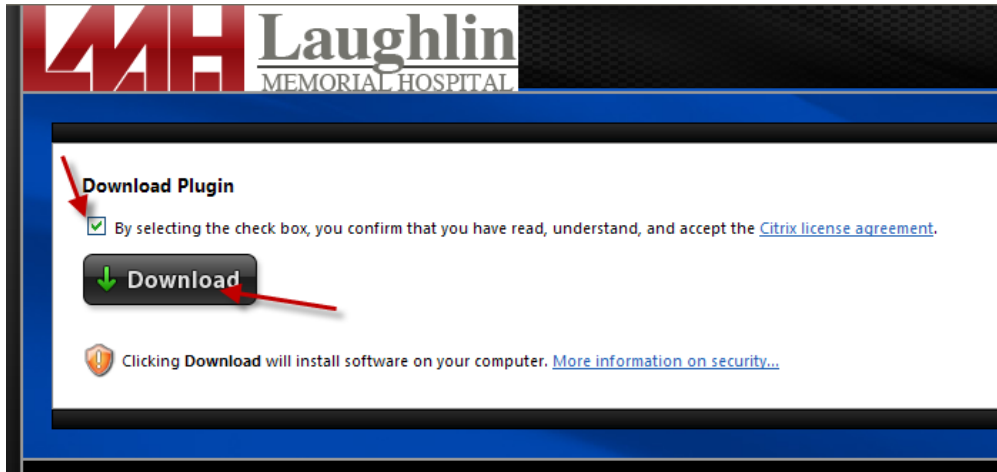 LMH
Laughlin
MEMORIAL HOSPITAL
Download Plugin
By selecting the check box, you confirm that you have read, understand, and accept the Citrix license agreement.
Download
Clicking Download will install software on your computer. More information on security...